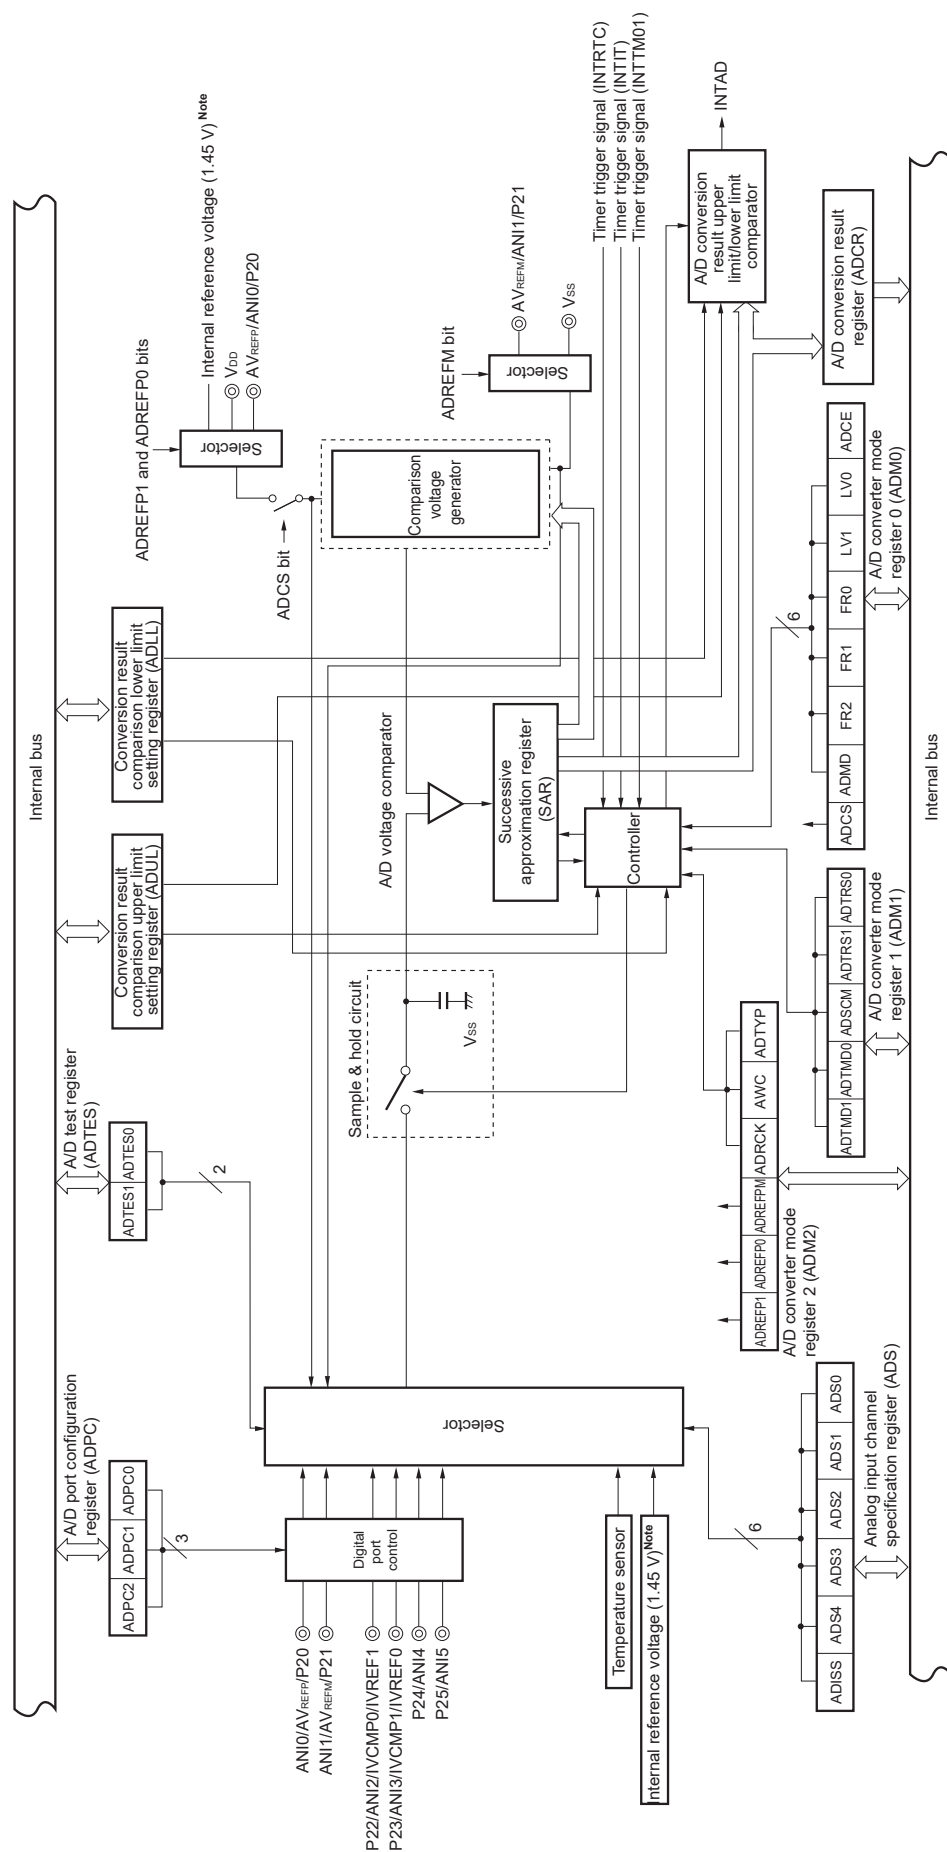 Internal bus
A/D port configuration
register (ADPC)
ADPC2
ADPC1
ADPC0
3
A/D test register
(ADTES)
ADTES1
ADTES0
2
Conversion result
comparison upper limit
setting register (ADUL)
Conversion result
comparison lower limit
setting register (ADLL)
ADREFP1 and ADREFP0 bits
Selector
Internal reference voltage (1.45 V) Note
VDD
AVREFP/ANI0/P20
ADCS bit
ANI0/AVREFP/P20
ANI1/AVREFM/P21
P22/ANI2/IVCMP0/IVREF1
P23/ANI3/IVCMP1/IVREF0
P24/ANI4
P25/ANI5
Digital
port
control
Selector
Temperature sensor
Internal reference voltage (1.45 V)Note
Sample & hold circuit
VSS
A/D voltage comparator
Comparison
voltage
generator
ADREFM bit
Selector
AVREFM/ANI1/P21
VSS
Successive
approximation register
(SAR)
Controller
Timer trigger signal (INTRTC)
Timer trigger signal (INTIT)
Timer trigger signal (INTTM01)
A/D conversion
result upper
limit/lower limit
comparator
INTAD
A/D conversion result
register (ADCR)
6
ADISS
ADS4
ADS3
ADS2
ADS1
ADS0
Analog input channel
specification register (ADS)
ADREFP1
ADREFP0
ADREFPM
ADRCK
AWC
ADTYP
A/D converter mode
register 2 (ADM2)
ADTMD1
ADTMD0
ADSCM
ADTRS1
ADTRS0
A/D converter mode
register 1 (ADM1)
6
ADCS
ADMD
FR2
FR1
FR0
LV1
LV0
ADCE
A/D converter mode
register 0 (ADM0)
Internal bus